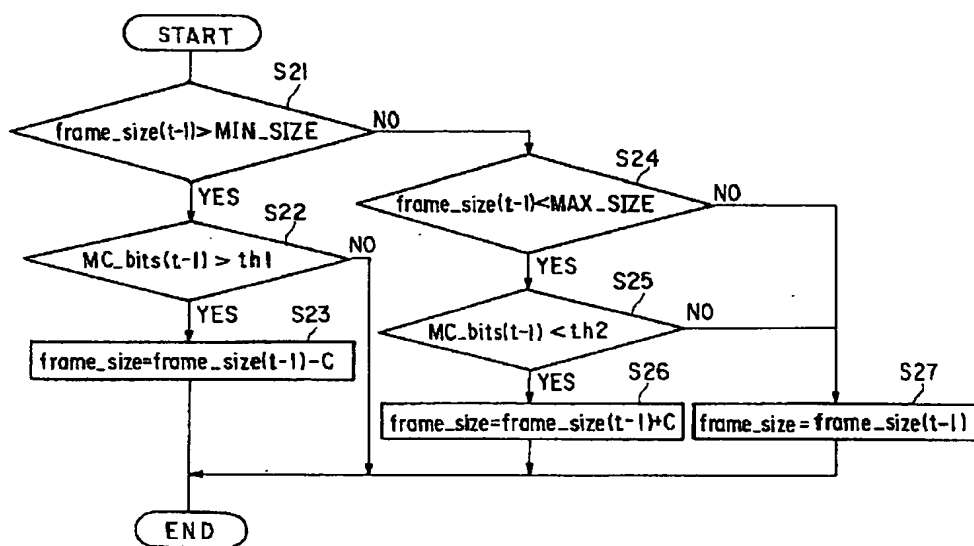 START
S21
frame_size(t-1)>MIN_SIZE
NO
YES
S24
frame_size(t-1)<MAX_SIZE
NO
YES
S22
MC_bits(t-1) > th1
NO
YES
S25
MC_bits(t-1) < th2
NO
YES
S23
frame_size=frame_size(t-1)-C
S26
frame_size=frame_size(t-1)+C
S27
frame_size=frame_size(t-1)
END